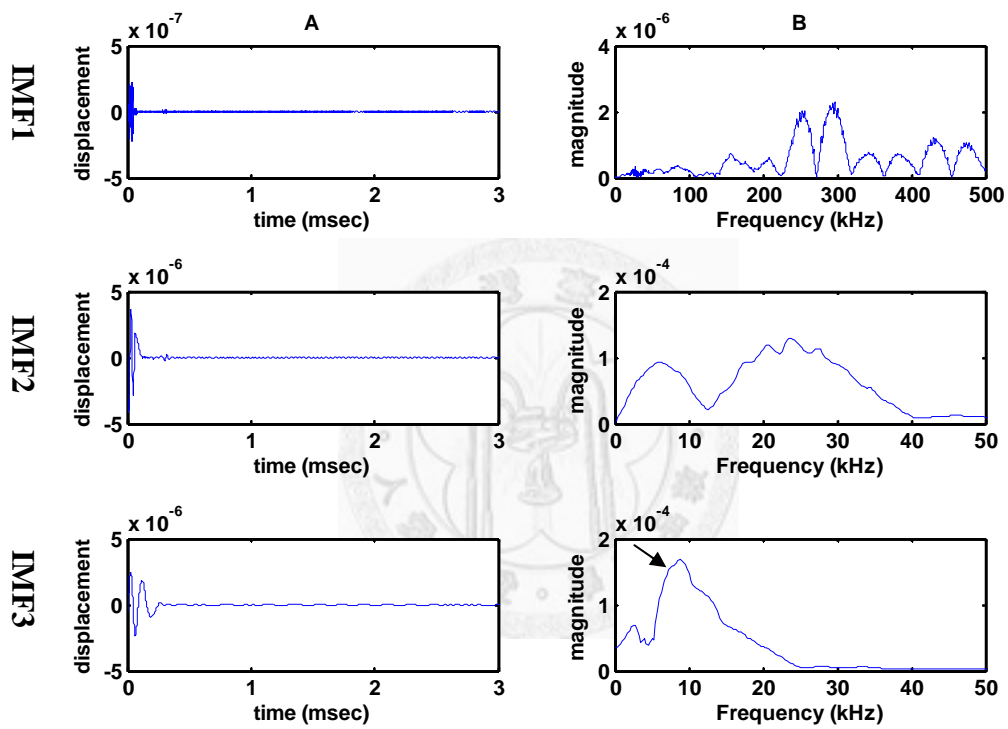 A
B
IMF1
x 10^-7
5
0
-5
displacement
0 1 2 3
time (msec)
x 10^-6
4
2
0
magnitude
0 100 200 300 400 500
Frequency (kHz)
IMF2
x 10^-6
5
0
-5
displacement
0 1 2 3
time (msec)
x 10^-4
2
1
0
magnitude
0 10 20 30 40 50
Frequency (kHz)
IMF3
x 10^-6
5
0
-5
displacement
0 1 2 3
time (msec)
x 10^-4
2
1
0
magnitude
0 10 20 30 40 50
Frequency (kHz)